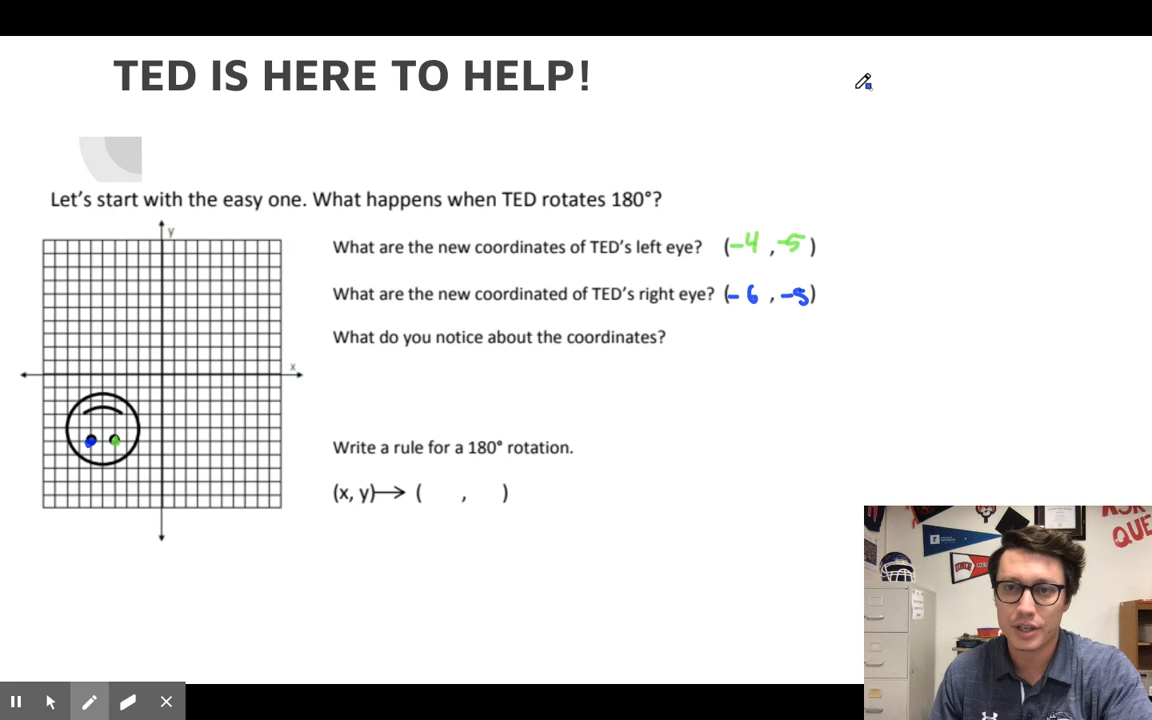 TED IS HERE TO HELP!
Let's start with the easy one. What happens when TED rotates 180°?
y
What are the new coordinates of TED's left eye? (-4 , -5 )
What are the new coordinated of TED's right eye? (- 6 , -5)
What do you notice about the coordinates?
x
Write a rule for a 180° rotation.
(x, y)→ ( , )
ASK
QUE